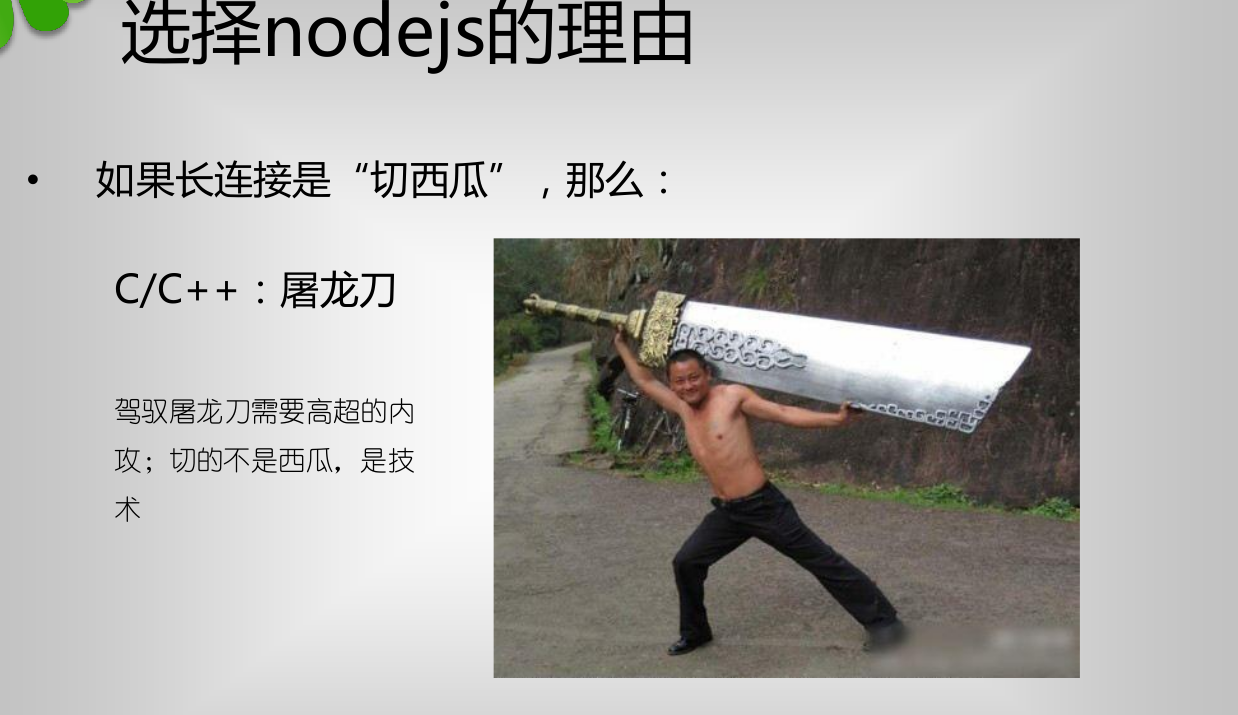 选择nodejs的理由
• 如果长连接是“切西瓜”，那么：
C/C++：屠龙刀
驾驭屠龙刀需要高超的内
攻；切的不是西瓜，是技
术